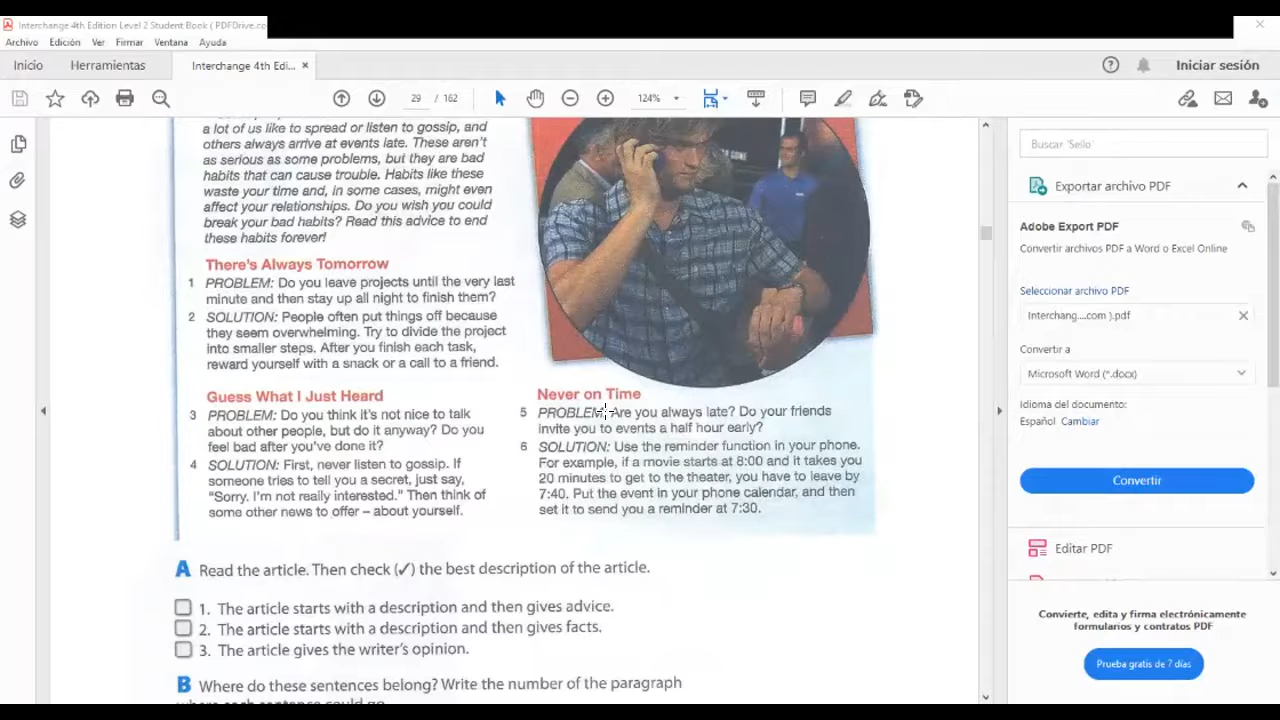 Interchange 4th Edition Level 2 Student Book ( PDFDrive.co
Archivo Edición Ver Firmar Ventana Ayuda
Inicio Herramientas Interchange 4th Edi... × Iniciar sesión
29 / 162 124%
a lot of us like to spread or listen to gossip, and
others always arrive at events late. These aren't
as serious as some problems, but they are bad
habits that can cause trouble. Habits like these
waste your time and, in some cases, might even
affect your relationships. Do you wish you could
break your bad habits? Read this advice to end
these habits forever!
There's Always Tomorrow
1 PROBLEM: Do you leave projects until the very last
minute and then stay up all night to finish them?
2 SOLUTION: People often put things off because
they seem overwhelming. Try to divide the project
into smaller steps. After you finish each task,
reward yourself with a snack or a call to a friend.
Guess What I Just Heard
3 PROBLEM: Do you think it's not nice to talk
about other people, but do it anyway? Do you
feel bad after you've done it?
4 SOLUTION: First, never listen to gossip. If
someone tries to tell you a secret, just say,
"Sorry. I'm not really interested." Then think of
some other news to offer – about yourself.
Never on Time
5 PROBLEM: Are you always late? Do your friends
invite you to events a half hour early?
6 SOLUTION: Use the reminder function in your phone.
For example, if a movie starts at 8:00 and it takes you
20 minutes to get to the theater, you have to leave by
7:40. Put the event in your phone calendar, and then
set it to send you a reminder at 7:30.
A Read the article. Then check (✓) the best description of the article.
1. The article starts with a description and then gives advice.
2. The article starts with a description and then gives facts.
3. The article gives the writer's opinion.
B Where do these sentences belong? Write the number of the paragraph
Buscar 'Sello'
Exportar archivo PDF
Adobe Export PDF
Convertir archivos PDF a Word o Excel Online
Seleccionar archivo PDF
Interchang....com ).pdf
Convertir a
Microsoft Word (*.docx)
Idioma del documento:
Español Cambiar
Convertir
Editar PDF
Convierte, edita y firma electrónicamente
formularios y contratos PDF
Prueba gratis de 7 días